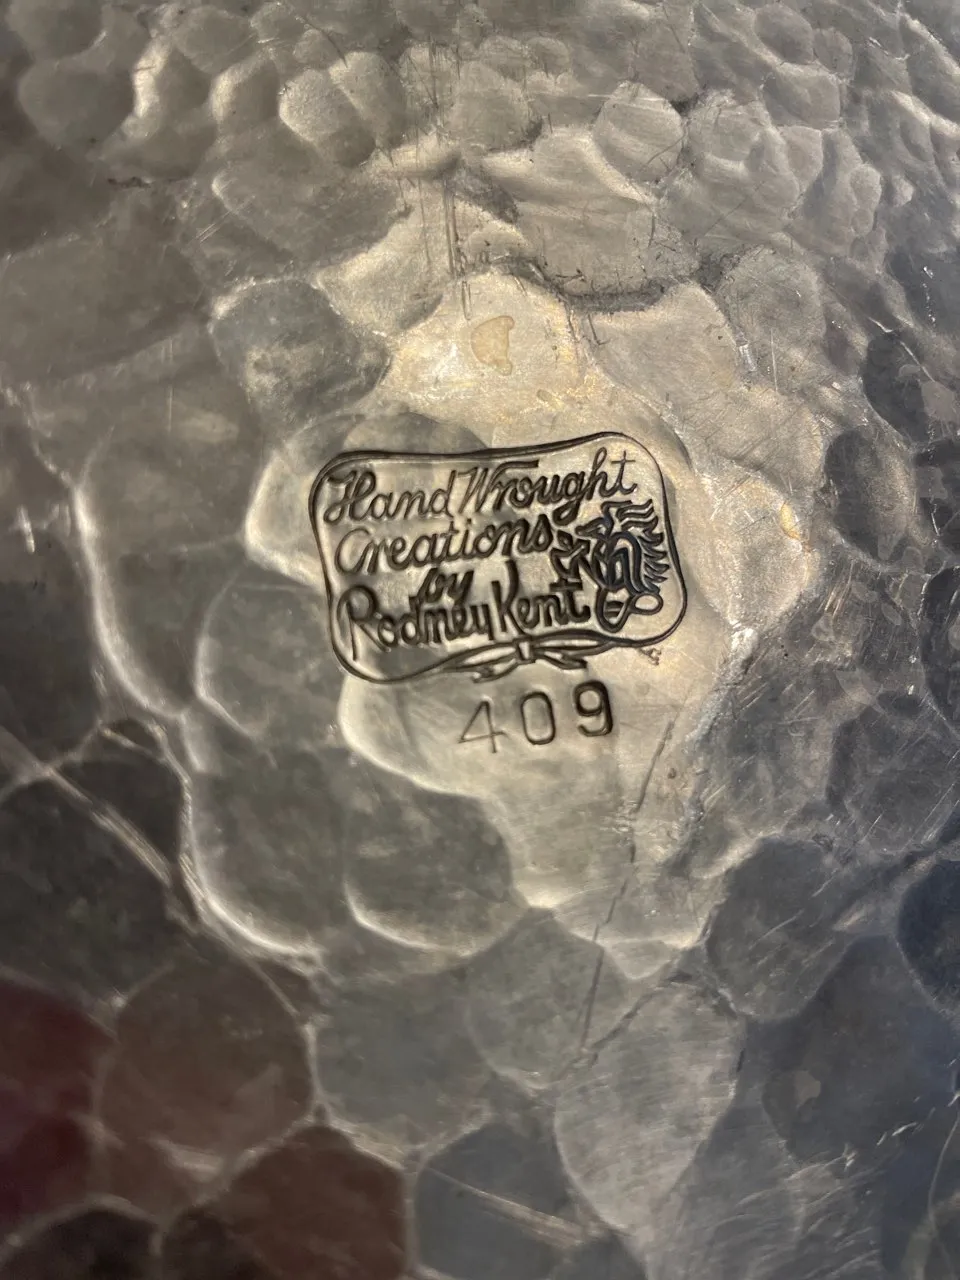 Hand Wrought
Creations
by
Rodney Kent
409